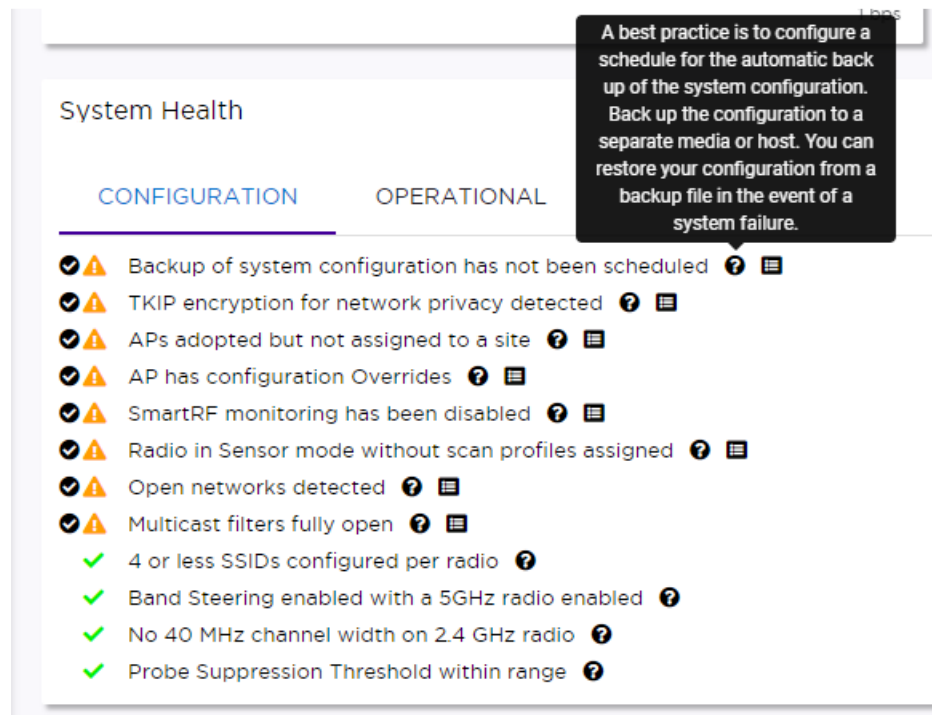 A best practice is to configure a
schedule for the automatic back
up of the system configuration.
Back up the configuration to a
separate media or host. You can
restore your configuration from a
backup file in the event of a
system failure.
System Health
CONFIGURATION OPERATIONAL
Backup of system configuration has not been scheduled
TKIP encryption for network privacy detected
APs adopted but not assigned to a site
AP has configuration Overrides
SmartRF monitoring has been disabled
Radio in Sensor mode without scan profiles assigned
Open networks detected
Multicast filters fully open
4 or less SSIDs configured per radio
Band Steering enabled with a 5GHz radio enabled
No 40 MHz channel width on 2.4 GHz radio
Probe Suppression Threshold within range